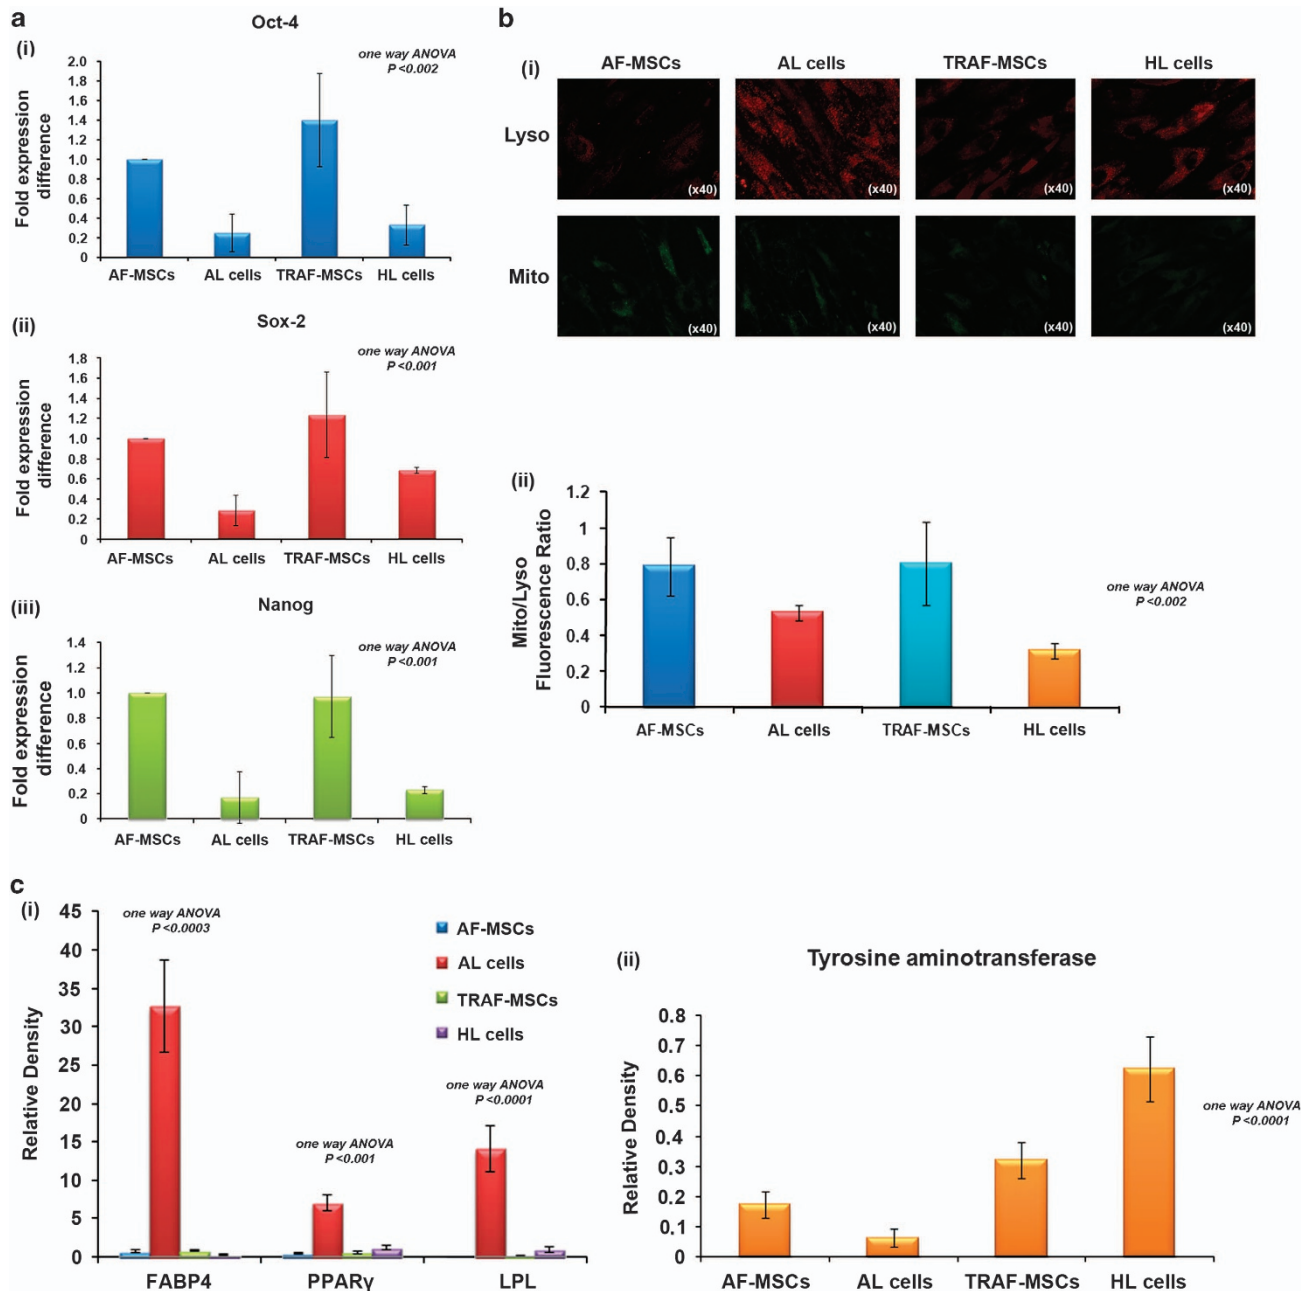 a
Oct-4
(i)
one way ANOVA
P <0.002
Fold expression
difference
2.0
1.8
1.6
1.4
1.2
1.0
0.8
0.6
0.4
0.2
0
AF-MSCs AL cells TRAF-MSCs HL cells
(ii)
Sox-2
one way ANOVA
P <0.001
Fold expression
difference
1.8
1.6
1.4
1.2
1.0
0.8
0.6
0.4
0.2
0
AF-MSCs AL cells TRAF-MSCs HL cells
(iii)
Nanog
one way ANOVA
P <0.001
Fold expression
difference
1.4
1.2
1.0
0.8
0.6
0.4
0.2
0
AF-MSCs AL cells TRAF-MSCs HL cells
b
(i)
AF-MSCs AL cells TRAF-MSCs HL cells
Lyso
(x40) (x40) (x40) (x40)
Mito
(x40) (x40) (x40) (x40)
(ii)
Mito/Lyso
Fluorescence Ratio
1.2
1
0.8
0.6
0.4
0.2
0
one way ANOVA
P <0.002
AF-MSCs AL cells TRAF-MSCs HL cells
c
(i)
Relative Density
45
40
35
30
25
20
15
10
5
0
one way ANOVA
P <0.0003
one way ANOVA
P <0.001
one way ANOVA
P <0.0001
AF-MSCs
AL cells
TRAF-MSCs
HL cells
FABP4 PPARγ LPL
(ii)
Tyrosine aminotransferase
Relative Density
0.8
0.7
0.6
0.5
0.4
0.3
0.2
0.1
0
one way ANOVA
P <0.0001
AF-MSCs AL cells TRAF-MSCs HL cells